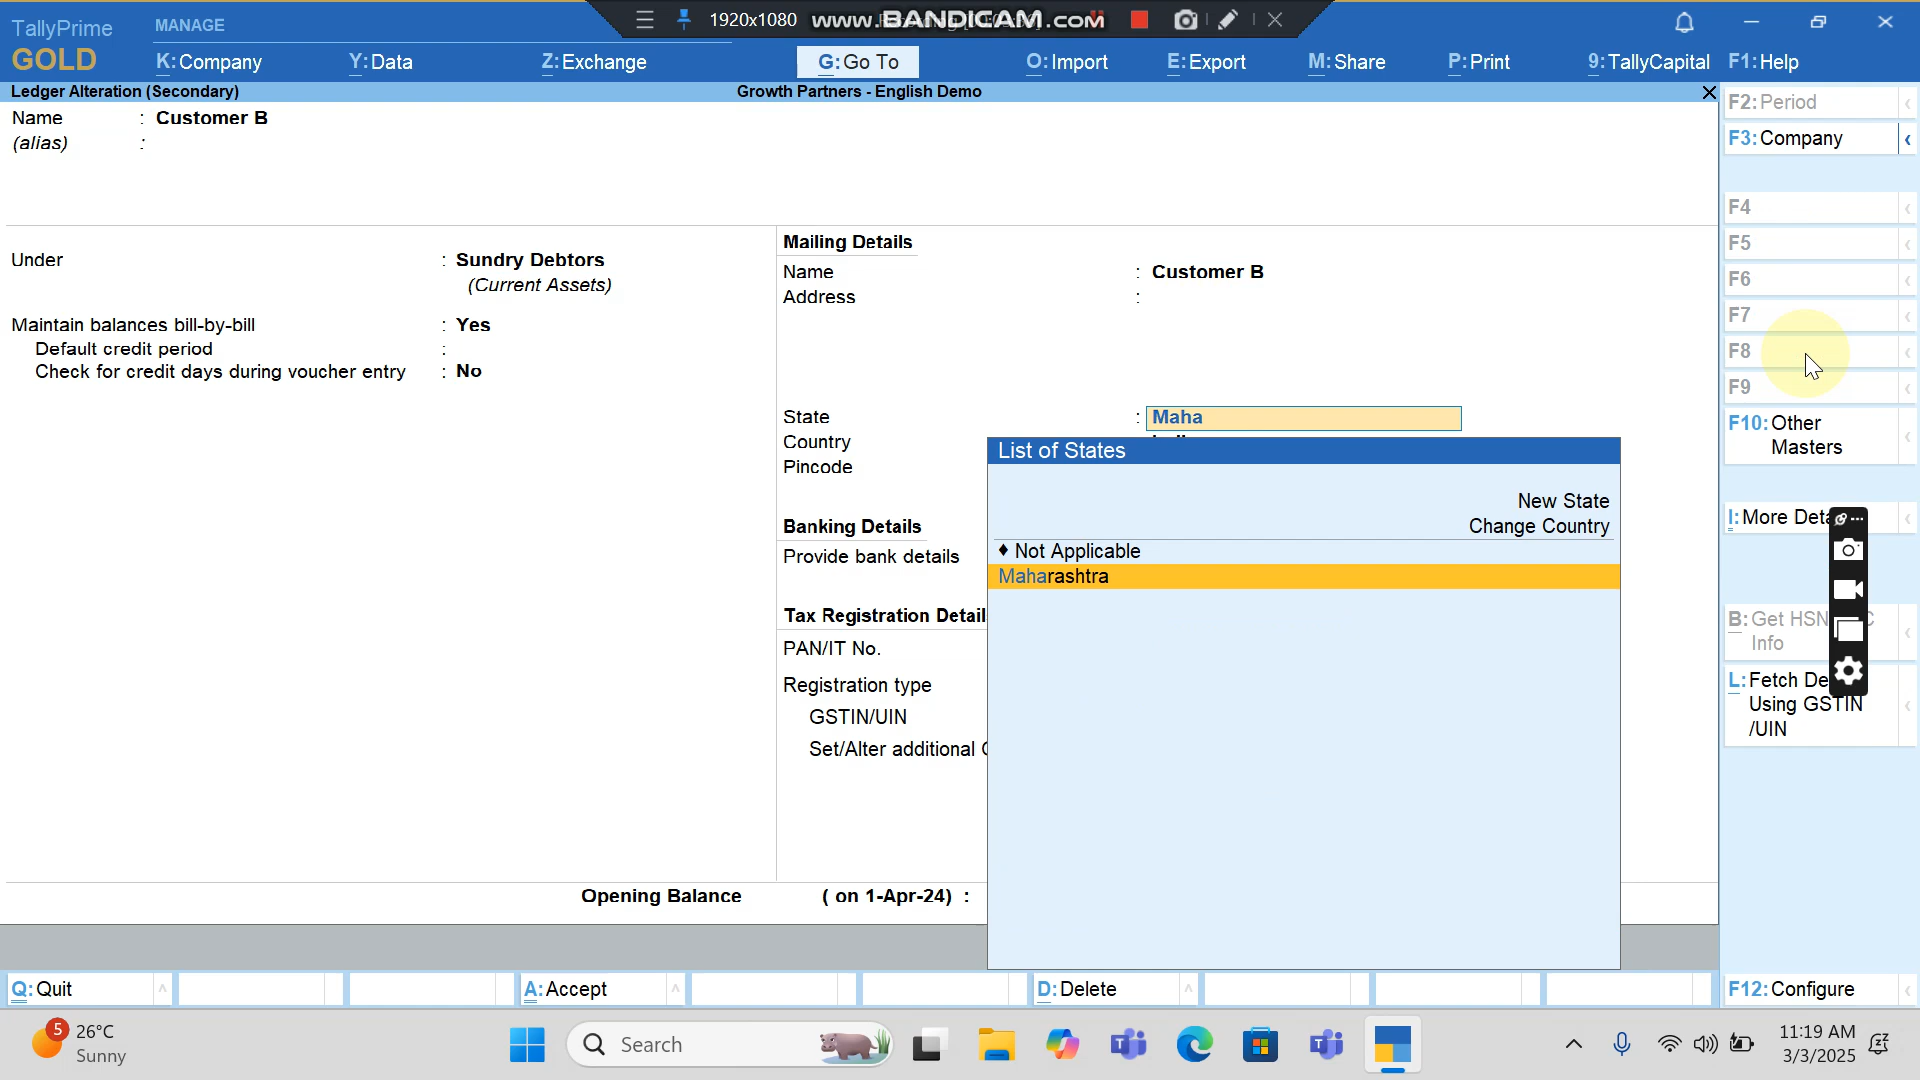 TallyPrime
GOLD
MANAGE
1920x1080
www.BANDICAM.com
K:Company
Y:Data
Z:Exchange
G:Go To
O:Import
E:Export
M:Share
P:Print
9:TallyCapital
F1:Help
Ledger Alteration (Secondary)
Growth Partners - English Demo
Name : Customer B
(alias) :
Under : Sundry Debtors
(Current Assets)
Maintain balances bill-by-bill : Yes
Default credit period :
Check for credit days during voucher entry : No
Mailing Details
Name : Customer B
Address :
State : Maha
Country
Pincode
List of States
New State
Change Country
♦ Not Applicable
Maharashtra
Banking Details
Provide bank details
Tax Registration Detail
PAN/IT No.
Registration type
GSTIN/UIN
Set/Alter additional
Opening Balance ( on 1-Apr-24) :
F2:Period
F3:Company
F4
F5
F6
F7
F8
F9
F10:Other
Masters
I:More Deta
B:Get HSN
Info
L:Fetch De
Using GSTIN
/UIN
Q:Quit
A:Accept
D:Delete
F12:Configure
5
26°C
Sunny
Search
11:19 AM
3/3/2025